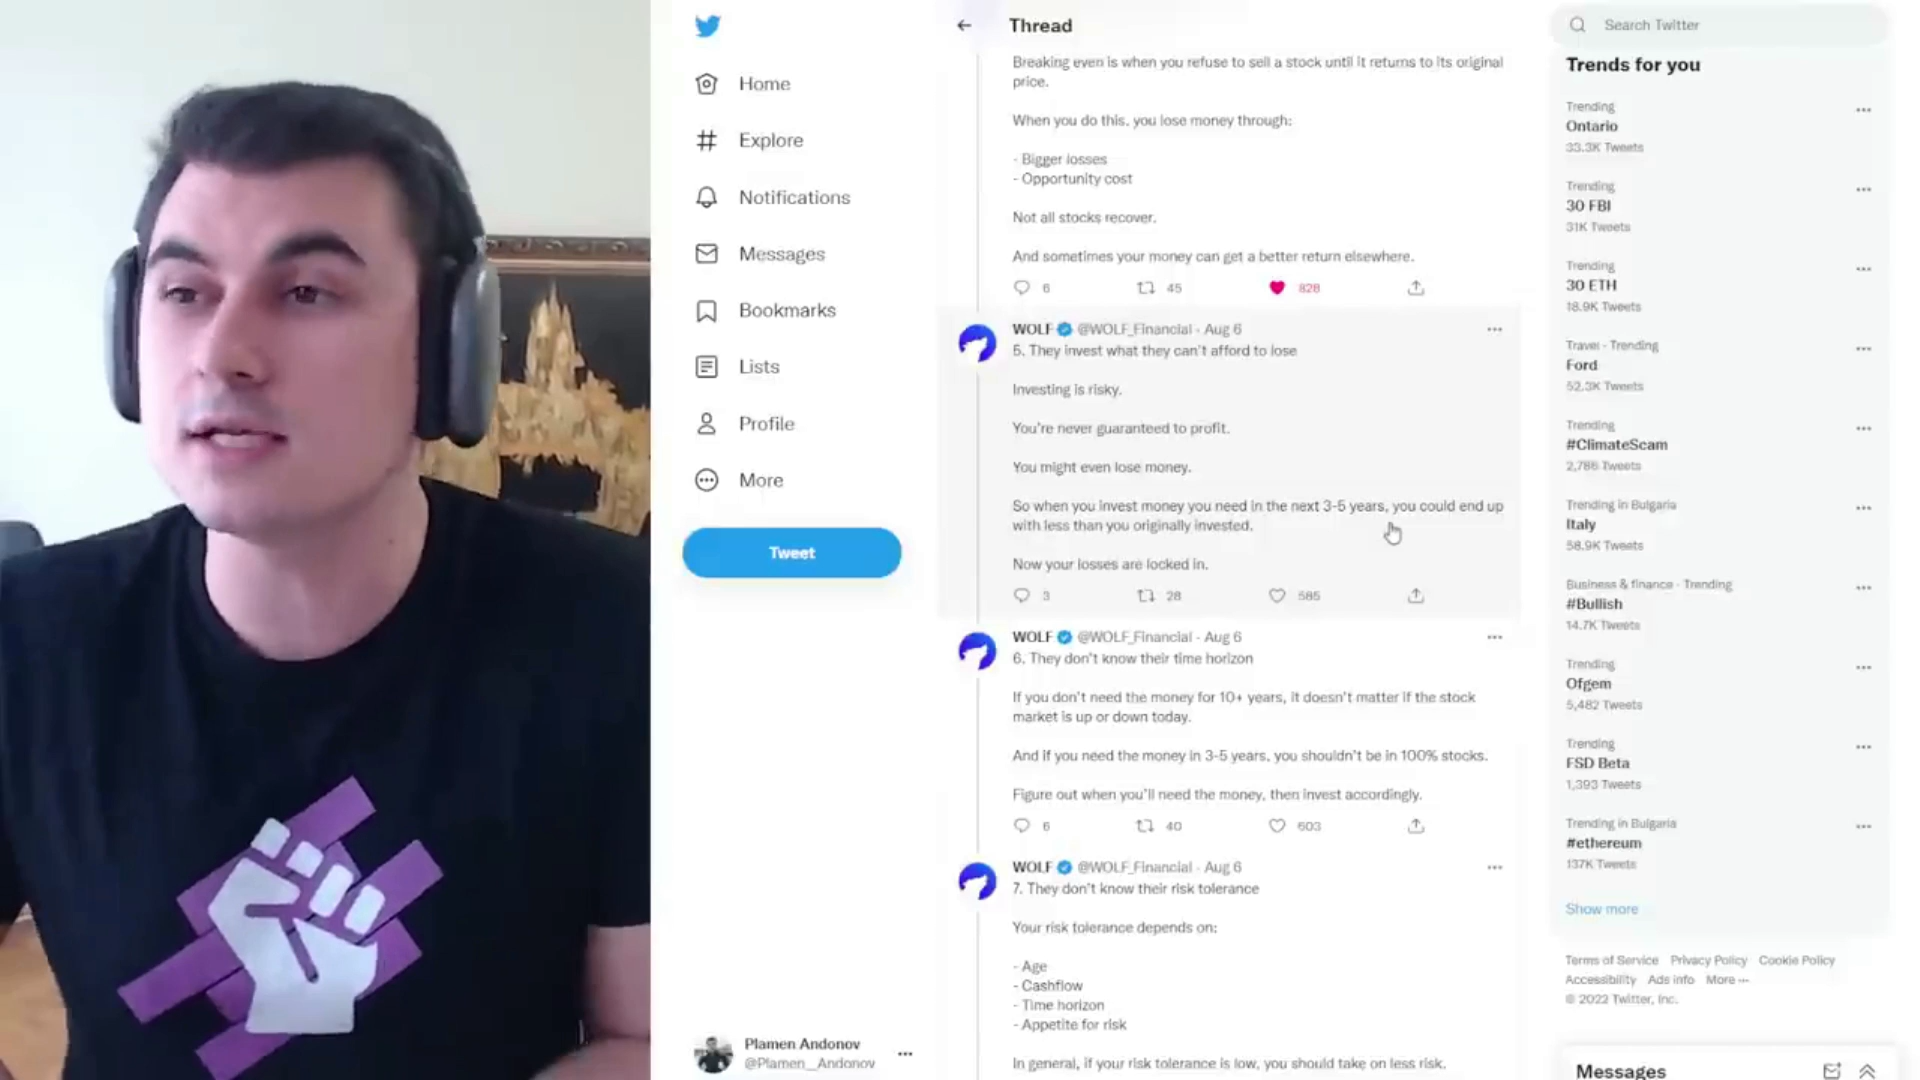 Home
Explore
Notifications
Messages
Bookmarks
Lists
Profile
More
Tweet
Plamen Andonov
@Plamen__Andonov
Thread
Breaking even is when you refuse to sell a stock until it returns to its original
price.
When you do this, you lose money through:
- Bigger losses
- Opportunity cost
Not all stocks recover.
And sometimes your money can get a better return elsewhere.
6 45 828
WOLF @WOLF_Financial · Aug 6
5. They invest what they can't afford to lose
Investing is risky.
You're never guaranteed to profit.
You might even lose money.
So when you invest money you need in the next 3-5 years, you could end up
with less than you originally invested.
Now your losses are locked in.
3 28 585
WOLF @WOLF_Financial · Aug 6
6. They don't know their time horizon
If you don't need the money for 10+ years, it doesn't matter if the stock
market is up or down today.
And if you need the money in 3-5 years, you shouldn't be in 100% stocks.
Figure out when you'll need the money, then invest accordingly.
6 40 603
WOLF @WOLF_Financial · Aug 6
7. They don't know their risk tolerance
Your risk tolerance depends on:
- Age
- Cashflow
- Time horizon
- Appetite for risk
In general, if your risk tolerance is low, you should take on less risk.
Search Twitter
Trends for you
Trending
Ontario
33.3K Tweets
Trending
30 FBI
31K Tweets
Trending
30 ETH
18.9K Tweets
Travel · Trending
Ford
52.3K Tweets
Trending
#ClimateScam
2,786 Tweets
Trending in Bulgaria
Italy
58.9K Tweets
Business & finance · Trending
#Bullish
14.7K Tweets
Trending
Ofgem
5,482 Tweets
Trending
FSD Beta
1,393 Tweets
Trending in Bulgaria
#ethereum
137K Tweets
Show more
Terms of Service Privacy Policy Cookie Policy
Accessibility Ads info More ···
© 2022 Twitter, Inc.
Messages